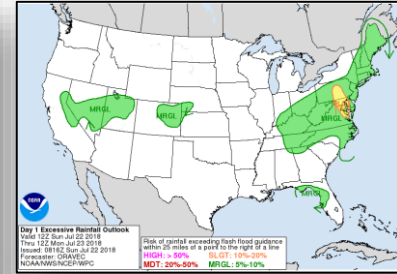 MRGL
MRGL
MRGL
MRGL
NOAA
Day 1 Excessive Rainfall Outlook
Valid 12Z Sun Jul 22 2018
Thru 12Z Mon Jul 23 2018
Issued: 0816Z Sun Jul 22 2018
Forecaster: ORAVEC
NOAA/NWS/NCEP/WPC
Risk of rainfall exceeding flash flood guidance
within 25 miles of a point to the right of a line
HIGH: > 50% SLGT: 10%-20%
MDT: 20%-50% MRGL: 5%-10%